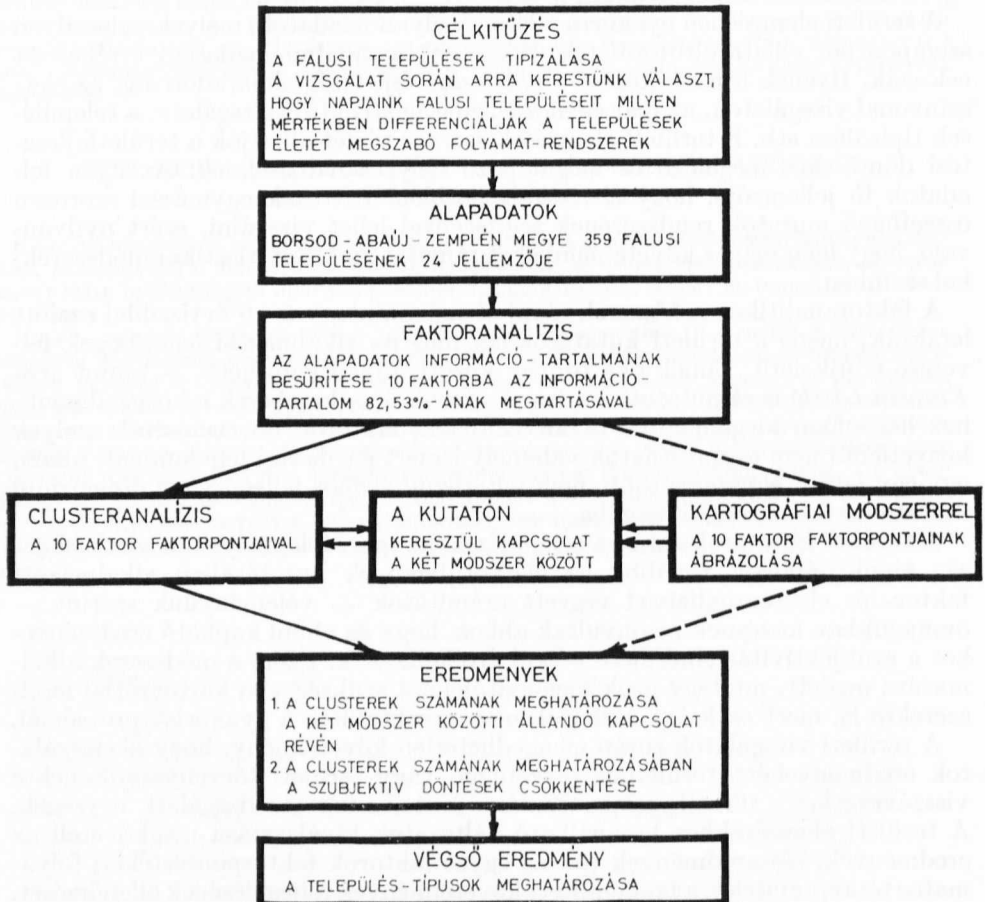 CÉLKITŰZÉS
A FALUSI TELEPÜLÉSEK TIPIZÁLÁSA
A VIZSGÁLAT SORÁN ARRA KERESTÜNK VÁLASZT,
HOGY NAPJAINK FALUSI TELEPÜLÉSEIT MILYEN
MÉRTÉKBEN DIFFERENCIÁLJÁK A TELEPÜLÉSEK
ÉLETÉT MEGSZABÓ FOLYAMAT-RENDSZEREK
ALAPADATOK
BORSOD-ABAÚJ-ZEMPLÉN MEGYE 359 FALUSI
TELEPÜLÉSÉNEK 24 JELLEMZŐJE
FAKTORANALIZIS
AZ ALAPADATOK INFORMÁCIÓ-TARTALMÁNAK
BESÜRÍTÉSE 10 FAKTORBA AZ INFORMÁCIÓ-
TARTALOM 82,53%-ÁNAK MEGTARTÁSÁVAL
CLUSTERANALÍZIS
A 10 FAKTOR FAKTORPONTJAIVAL
A KUTATÓN
KERESZTÜL KAPCSOLAT
A KÉT MÓDSZER KÖZÖTT
KARTOGRÁFIAI MÓDSZERREL
A 10 FAKTOR FAKTORPONTJAINAK
ÁBRÁZOLÁSA
EREDMÉNYEK
1. A CLUSTEREK SZÁMÁNAK MEGHATÁROZÁSA
A KÉT MÓDSZER KÖZÖTTI ÁLLANDÓ KAPCSOLAT
RÉVÉN
2. A CLUSTEREK SZÁMÁNAK MEGHATÁROZÁSÁBAN
A SZUBJEKTIV DÖNTÉSEK CSÖKKENTÉSE
VÉGSŐ EREDMÉNY
A TELEPÜLÉS-TÍPUSOK MEGHATÁROZÁSA